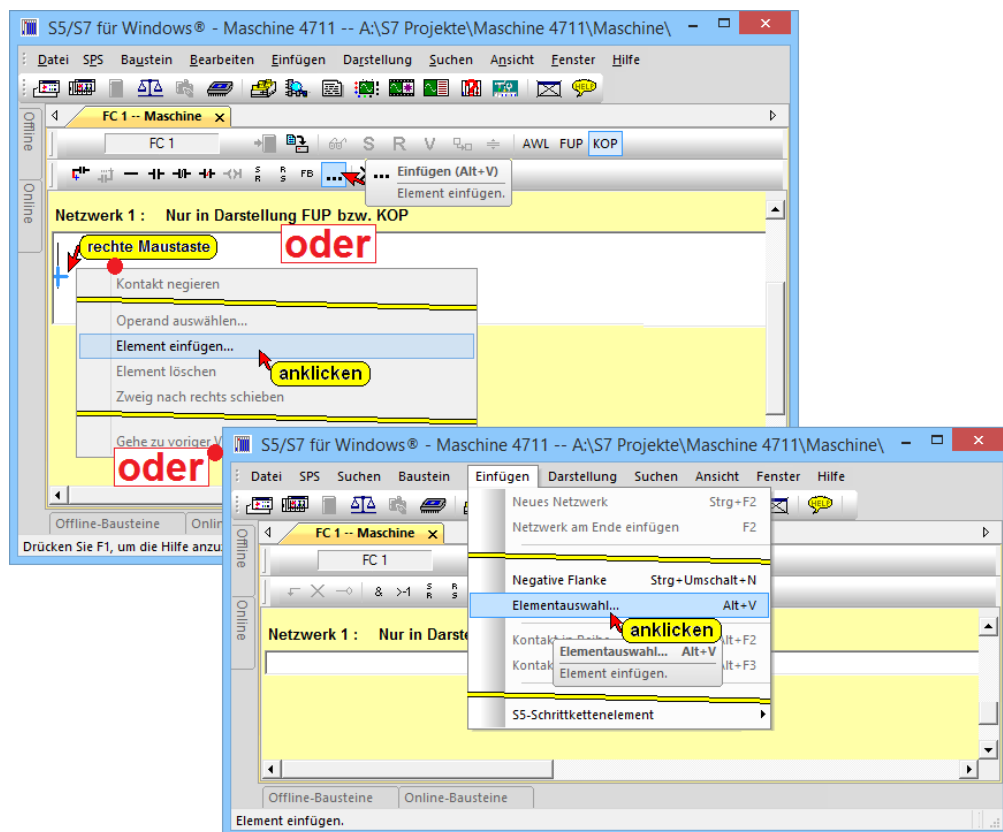 S5/S7 für Windows® - Maschine 4711 -- A:\S7 Projekte\Maschine 4711\Maschine\
Datei SPS Baustein Bearbeiten Einfügen Darstellung Suchen Ansicht Fenster Hilfe
HELP
Offline
Online
FC 1 -- Maschine x
FC 1 S R V AWL FUP KOP
S R S R FB ...
... Einfügen (Alt+V)
Element einfügen.
Netzwerk 1 : Nur in Darstellung FUP bzw. KOP
oder
rechte Maustaste
Kontakt negieren
Operand auswählen...
Element einfügen...
anklicken
Element löschen
Zweig nach rechts schieben
Gehe zu voriger V
oder
Offline-Bausteine Onlin
Drücken Sie F1, um die Hilfe anzu
S5/S7 für Windows® - Maschine 4711 -- A:\S7 Projekte\Maschine 4711\Maschine\
Datei SPS Suchen Baustein Einfügen Darstellung Suchen Ansicht Fenster Hilfe
HELP
Offline
Online
FC 1 -- Maschine x
FC 1
& >-1 S R R S
Netzwerk 1 : Nur in Darste
Neues Netzwerk Strg+F2
Netzwerk am Ende einfügen F2
Negative Flanke Strg+Umschalt+N
Elementauswahl... Alt+V
anklicken
Kontakt in Reihe Alt+F2
Elementauswahl... Alt+V
Element einfügen.
Kontak Alt+F3
S5-Schrittkettenelement
Offline-Bausteine Online-Bausteine
Element einfügen.